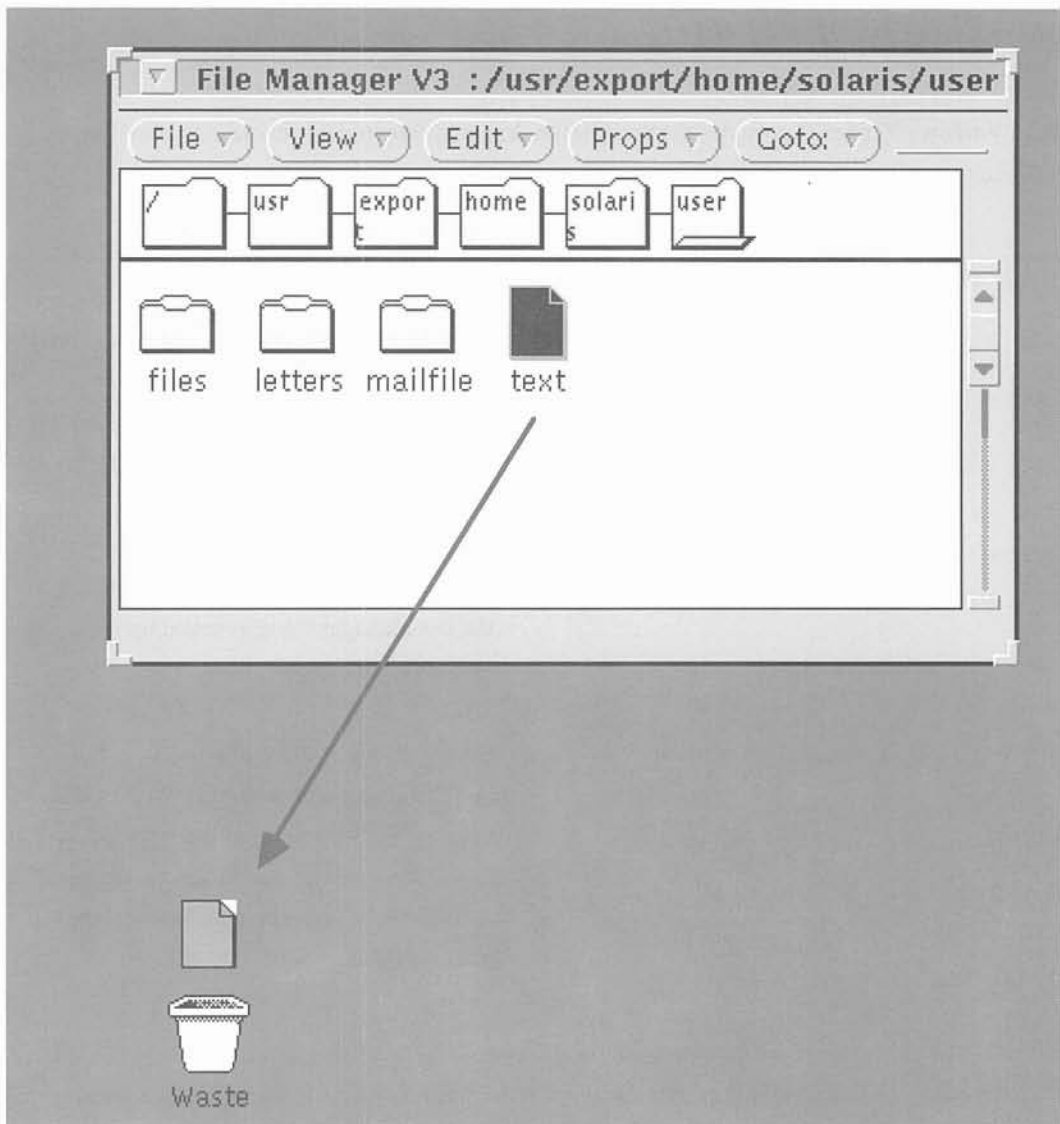 File Manager V3 :/usr/export/home/solaris/user
File View Edit Props Goto:
/ usr expor home solari user
t s
files letters mailfile text
Waste